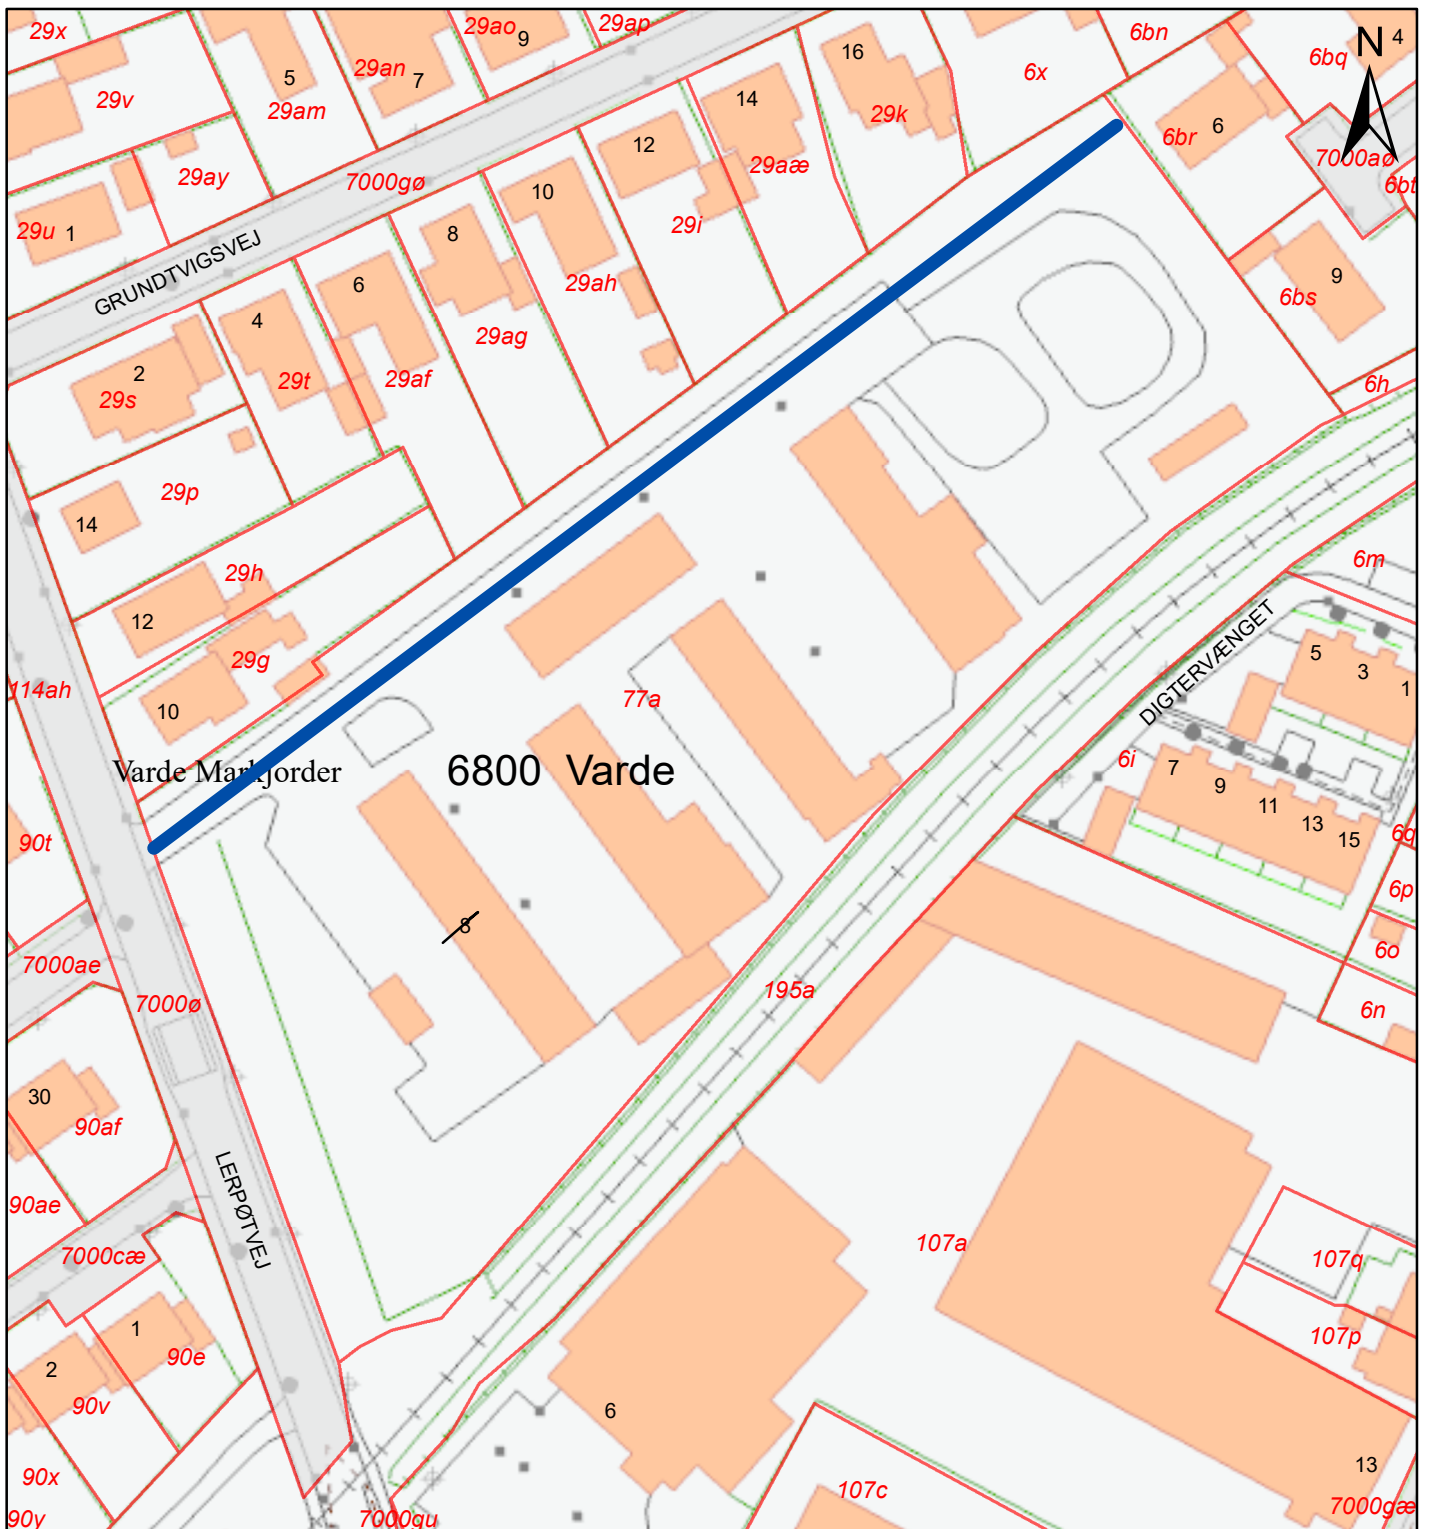 29x
29ao
9
29ap
6bn
6bq
N
4
5
29an
7
16
6x
29v
29am
14
29k
6br
6
12
29aæ
7000aø
6bt
29ay
7000gø
10
29i
29u
1
8
GRUNDTVIGSVEJ
6
29ah
9
6bs
4
29ag
2
29s
29t
29af
6h
29p
14
29h
6m
12
29g
DIGTERVÆNGET
5
3
1
114ah
10
77a
Varde Markjorder
6800 Varde
6i
7
9
11
13
15
90t
6q
6p
8
6o
7000ae
7000ø
195a
6n
30
90af
LERPØTVEJ
90ae
7000cæ
107a
107q
1
90e
107p
2
90v
6
13
90x
107c
90y
7000gu
7000gæ